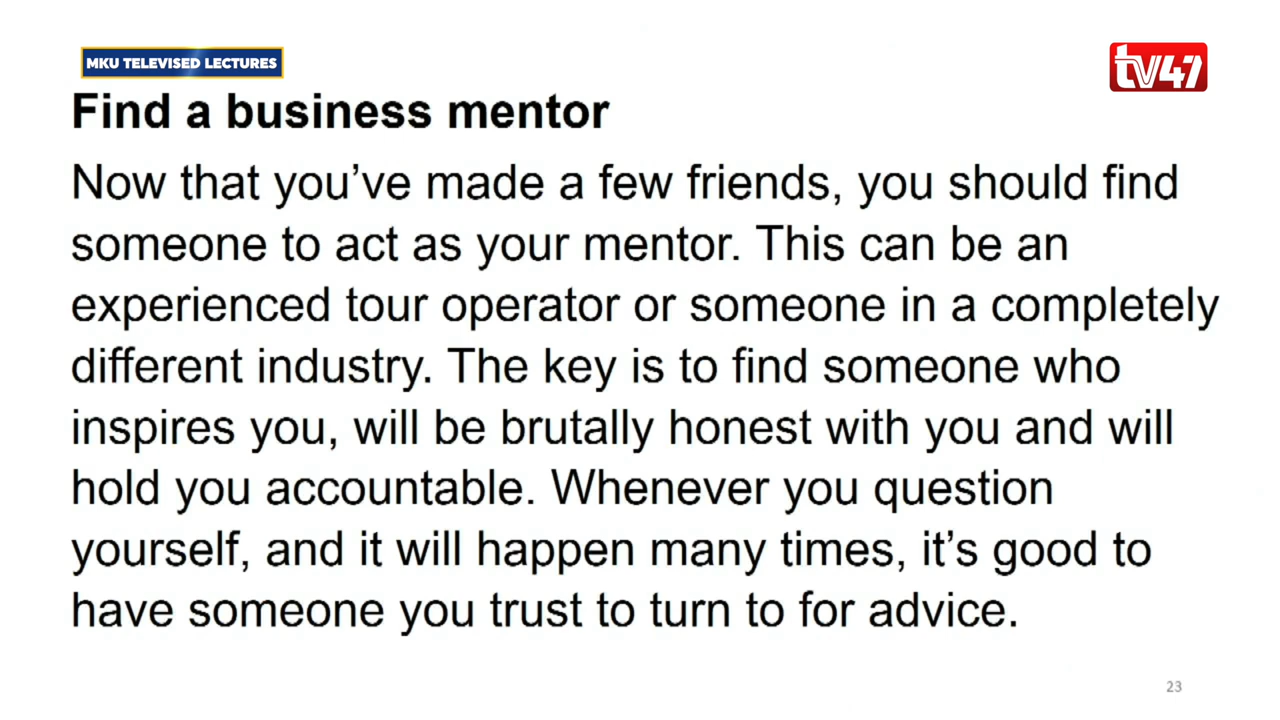 MKU TELEVISED LECTURES
tv47
Find a business mentor
Now that you’ve made a few friends, you should find
someone to act as your mentor. This can be an
experienced tour operator or someone in a completely
different industry. The key is to find someone who
inspires you, will be brutally honest with you and will
hold you accountable. Whenever you question
yourself, and it will happen many times, it’s good to
have someone you trust to turn to for advice.
23